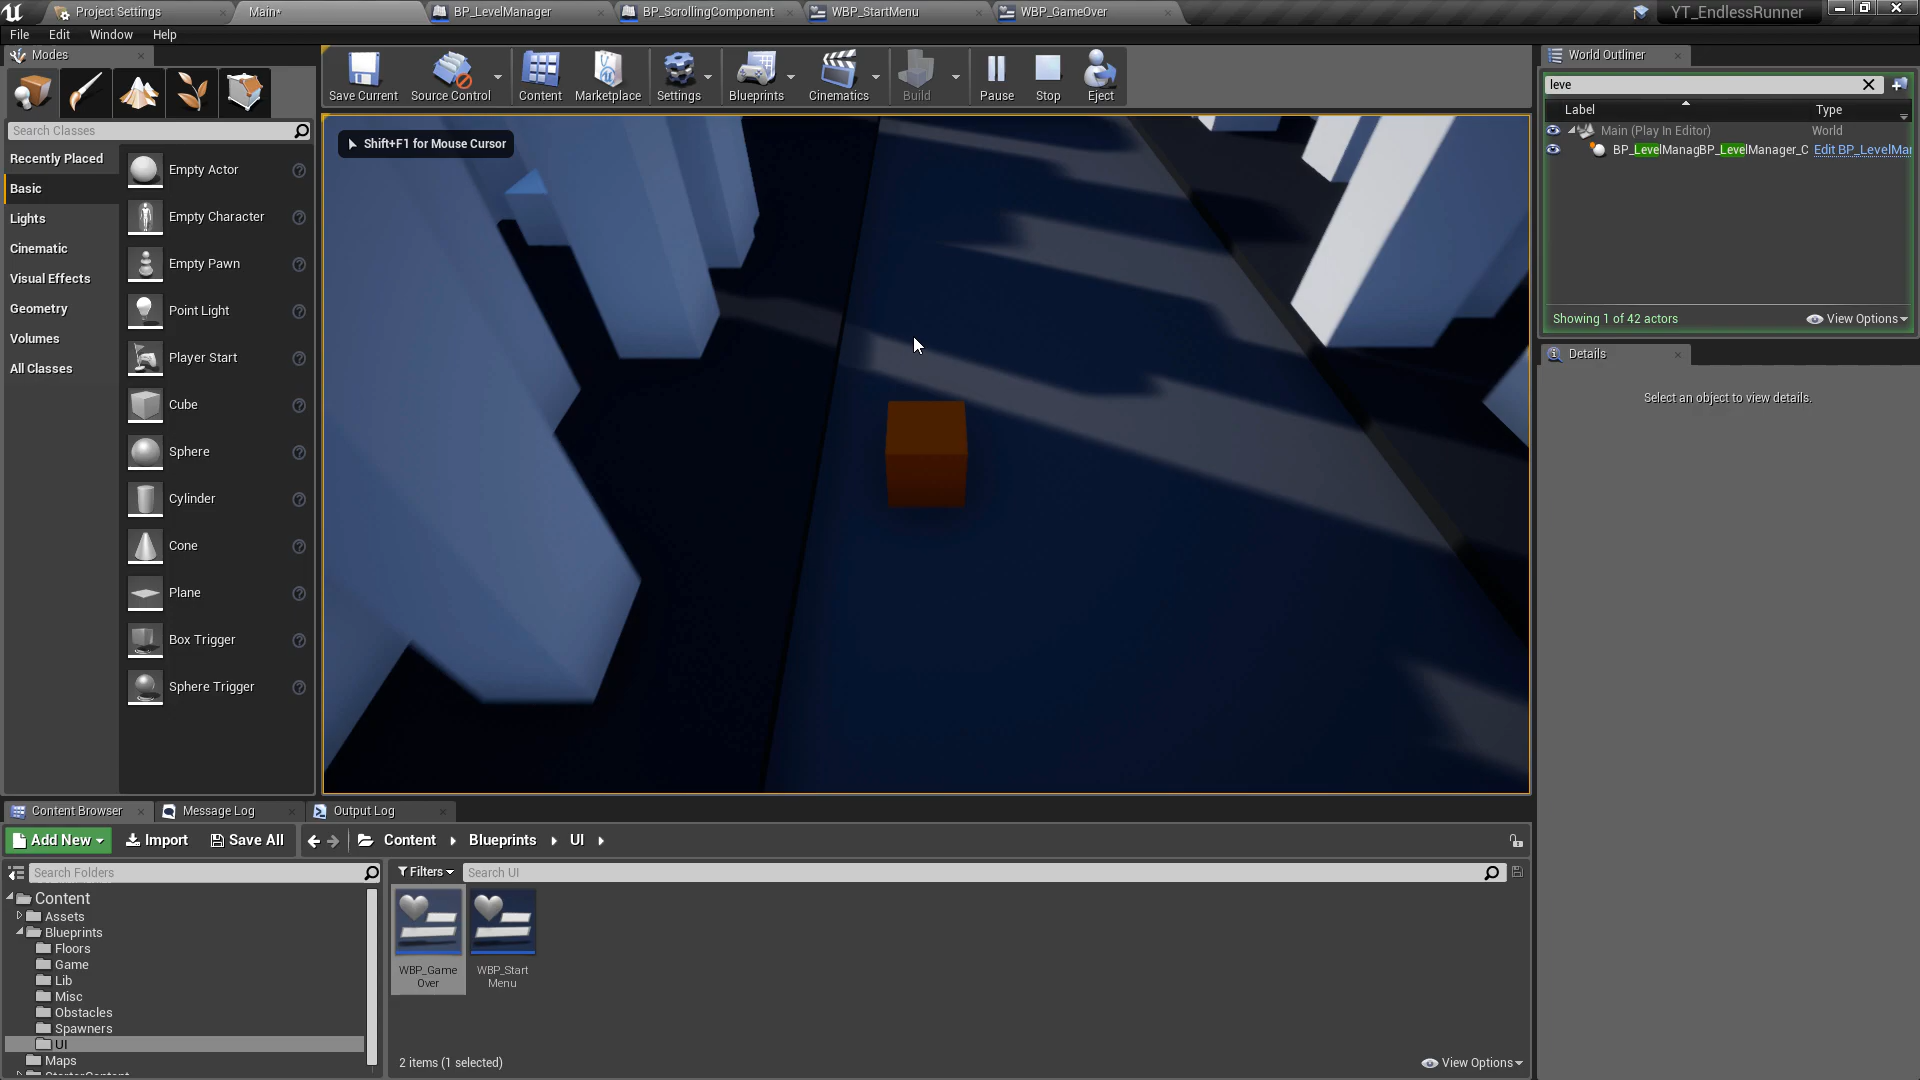 Project Settings
Main*
BP_LevelManager
BP_ScrollingComponent
WBP_StartMenu
WBP_GameOver
YT_EndlessRunner
File
Edit
Window
Help
Modes
Search Classes
Recently Placed
Basic
Lights
Cinematic
Visual Effects
Geometry
Volumes
All Classes
Empty Actor
Empty Character
Empty Pawn
Point Light
Player Start
Cube
Sphere
Cylinder
Cone
Plane
Box Trigger
Sphere Trigger
Save Current
Source Control
Content
Marketplace
Settings
Blueprints
Cinematics
Build
Pause
Stop
Eject
Shift+F1 for Mouse Cursor
World Outliner
leve
Label
Type
Main (Play In Editor)
World
BP_LevelManagBP_LevelManager_C
Edit BP_LevelMar
Showing 1 of 42 actors
View Options
Details
Select an object to view details.
Content Browser
Message Log
Output Log
Add New
Import
Save All
Content
Blueprints
UI
Search Folders
Filters
Search UI
Content
Assets
Blueprints
Floors
Game
Lib
Misc
Obstacles
Spawners
UI
Maps
WBP_Game
Over
WBP_Start
Menu
2 items (1 selected)
View Options